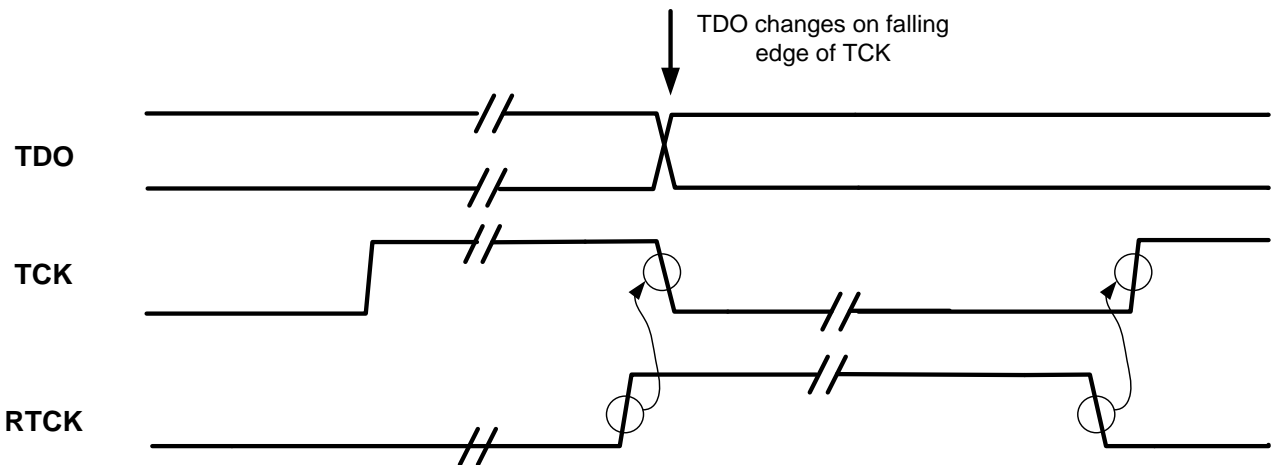 TDO changes on falling
edge of TCK
TDO
TCK
RTCK